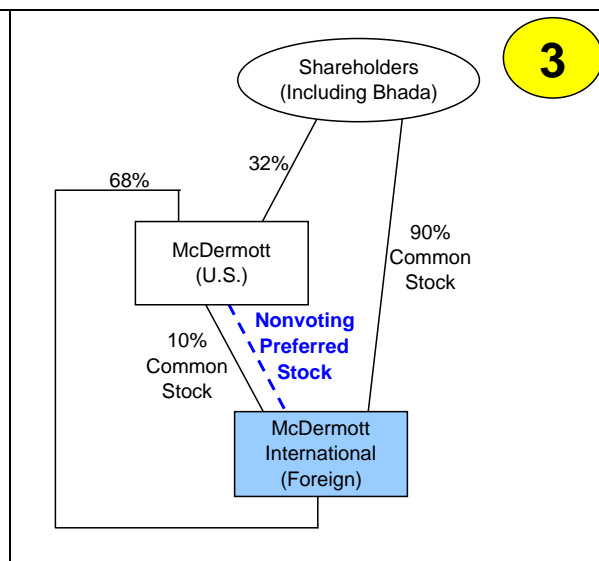 3
Shareholders
(Including Bhada)
68%
32%
McDermott
(U.S.)
90%
Common
Stock
Nonvoting
Preferred
Stock
10%
Common
Stock
McDermott
International
(Foreign)